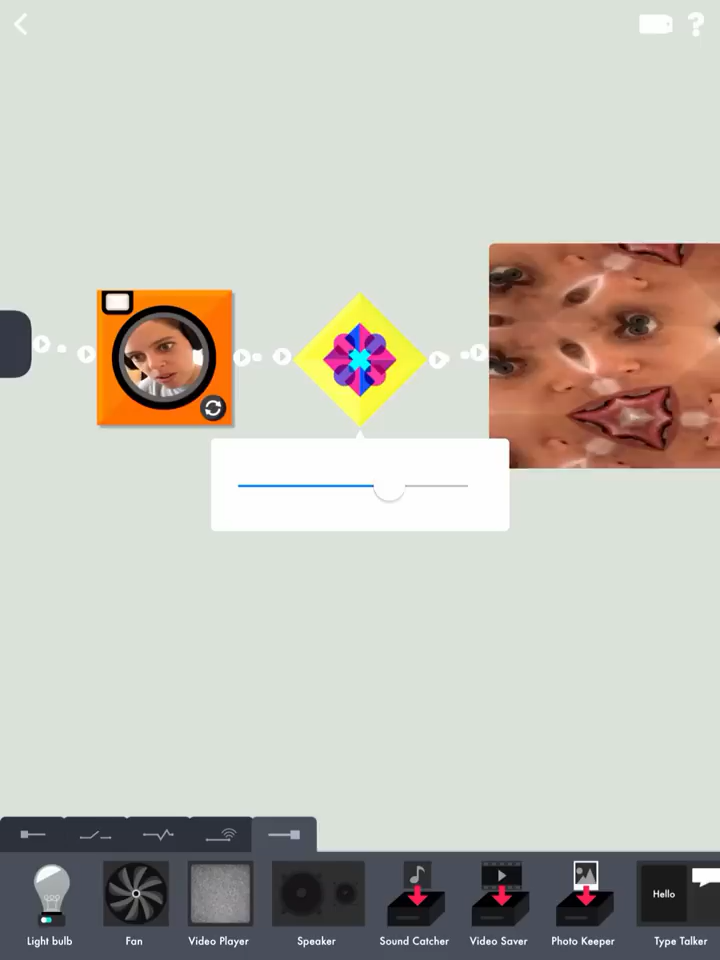 ?
Hello
Light bulb
Fan
Video Player
Speaker
Sound Catcher
Video Saver
Photo Keeper
Type Talker